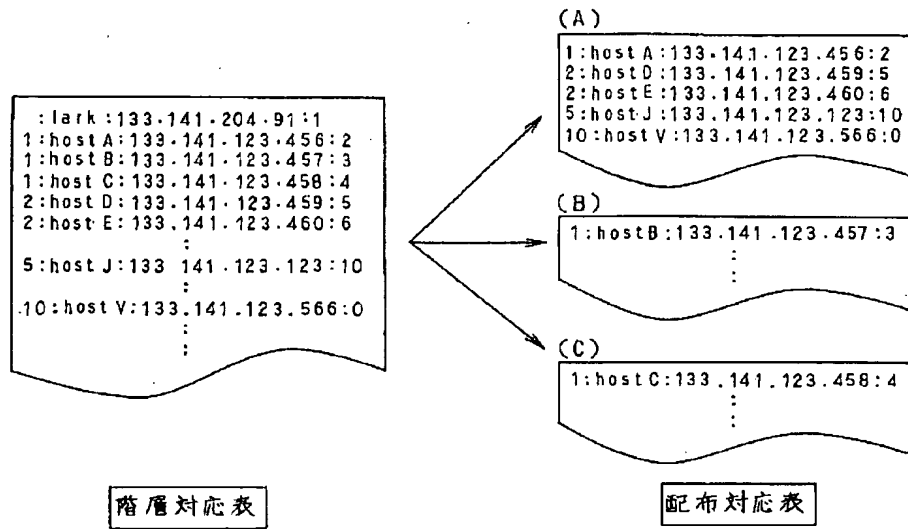 :lark:133.141.204.91:1
1:host A:133.141.123.456:2
1:host B:133.141.123.457:3
1:host C:133.141.123.458:4
2:host D:133.141.123.459:5
2:host E:133.141.123.460:6
:
5:host J:133 141.123.123:10
:
10:host V:133.141.123.566:0
:
:
階層対応表
(A)
1:host A:133.141.123.456:2
2:host D:133.141.123.459:5
2:host E:133.141.123.460:6
5:host J:133.141.123.123:10
10:host V:133.141.123.566:0
(B)
1:hostB:133.141.123.457:3
:
:
(C)
1:hostC:133.141.123.458:4
:
:
配布対応表